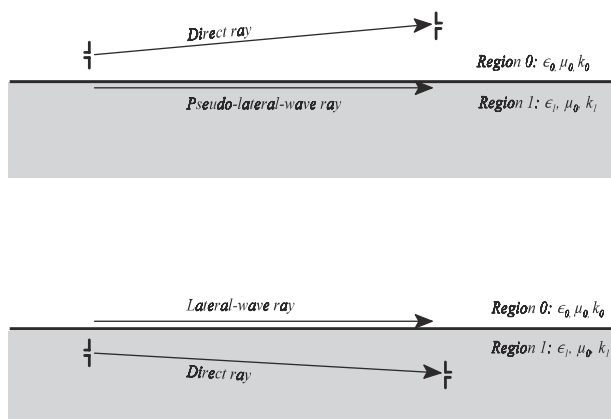 Direct ray
Region 0: ϵ₀, μ₀, k₀
Pseudo-lateral-wave ray
Region 1: ϵ₁, μ₀, k₁
Lateral-wave ray
Region 0: ϵ₀, μ₀, k₀
Region 1: ϵ₁, μ₀, k₁
Direct ray